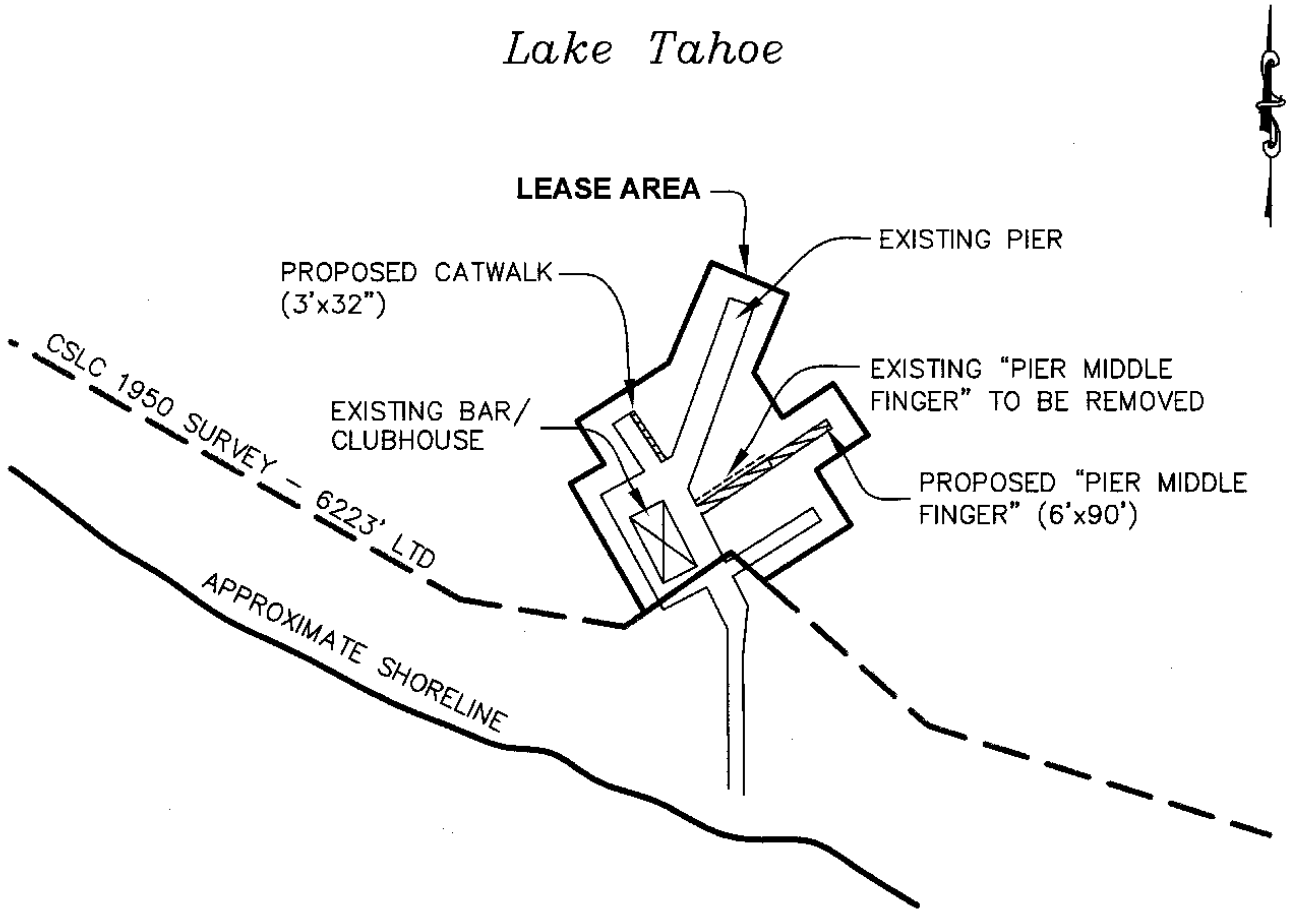 Lake Tahoe
LEASE AREA
EXISTING PIER
PROPOSED CATWALK
(3'x32")
EXISTING "PIER MIDDLE
FINGER" TO BE REMOVED
CSLC 1950 SURVEY – 6223' LTD
EXISTING BAR/
CLUBHOUSE
PROPOSED "PIER MIDDLE
FINGER" (6'x90')
APPROXIMATE SHORELINE